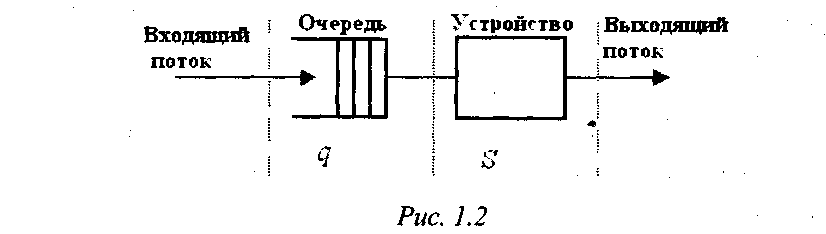 Входящий
поток
Очередь
Устройство
Выходящий
поток
q
S
Рис. 1.2